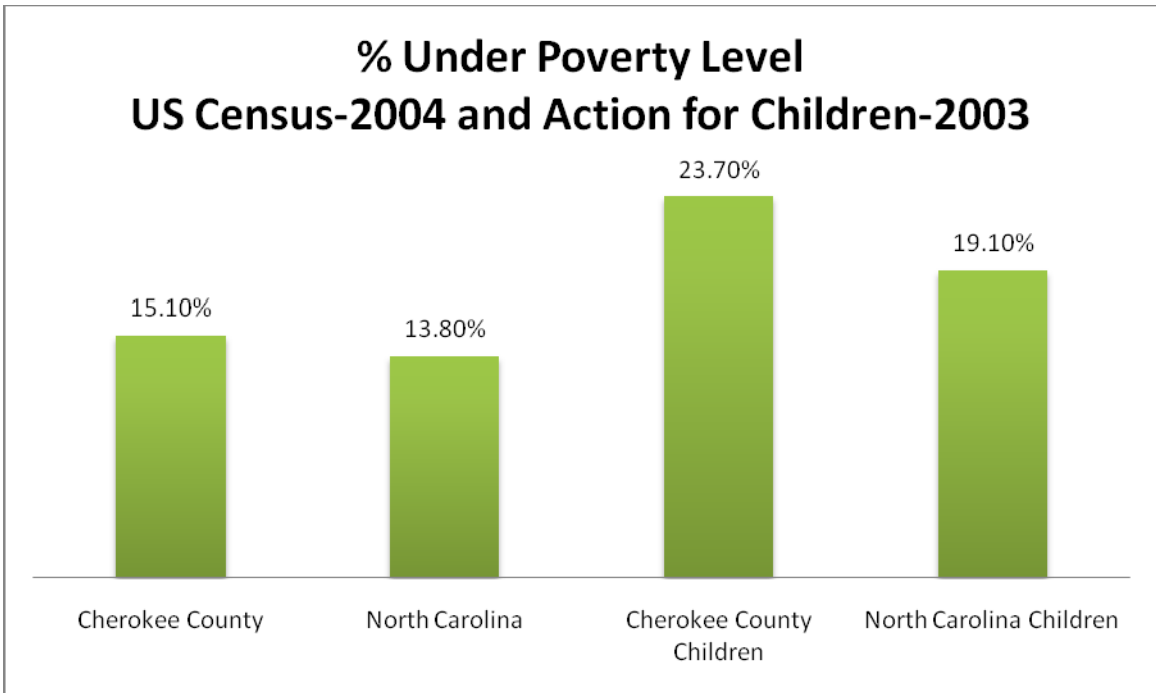 % Under Poverty Level
US Census-2004 and Action for Children-2003
23.70%
19.10%
15.10%
13.80%
Cherokee County
North Carolina
Cherokee County
Children
North Carolina Children